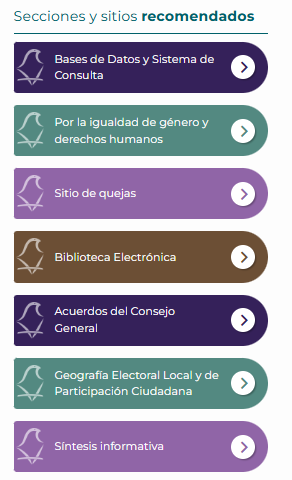 Secciones y sitios recomendados
Bases de Datos y Sistema de
Consulta
Por la igualdad de género y
derechos humanos
Sitio de quejas
Biblioteca Electrónica
Acuerdos del Consejo
General
Geografía Electoral Local y de
Participación Ciudadana
Síntesis informativa